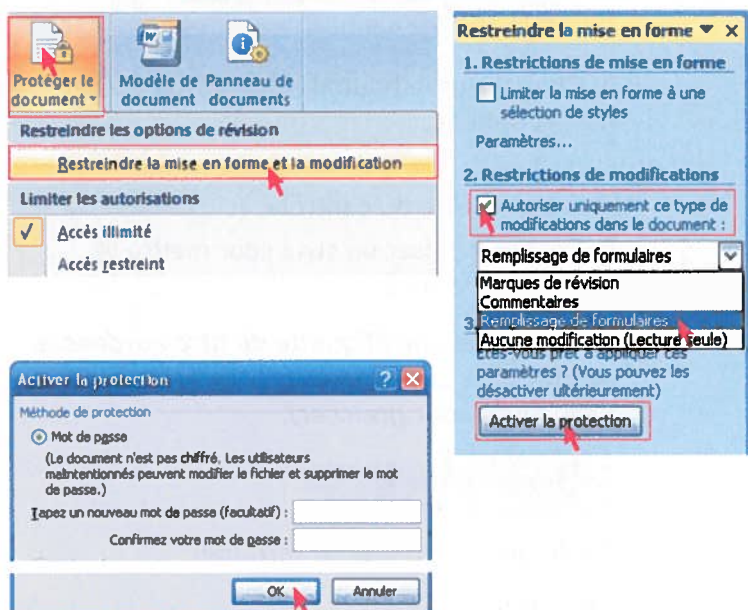 Protéger le document
Modèle de document
Panneau de documents
Restreindre les options de révision
Restreindre la mise en forme et la modification
Limiter les autorisations
Accès illimité
Accès restreint
Restreindre la mise en forme
1. Restrictions de mise en forme
Limiter la mise en forme à une
sélection de styles
Paramètres...
2. Restrictions de modifications
Autoriser uniquement ce type de
modifications dans le document :
Remplissage de formulaires
Marques de révision
Commentaires
Remplissage de formulaires
3.
Aucune modification (Lecture seule)
Êtes-vous prêt à appliquer ces
paramètres ? (Vous pouvez les
désactiver ultérieurement)
Activer la protection
Activer la protection
Méthode de protection
Mot de passe
(Le document n'est pas chiffré. Les utilisateurs
malintentionnés peuvent modifier le fichier et supprimer le mot
de passe.)
Tapez un nouveau mot de passe (facultatif) :
Confirmez votre mot de passe :
OK
Annuler